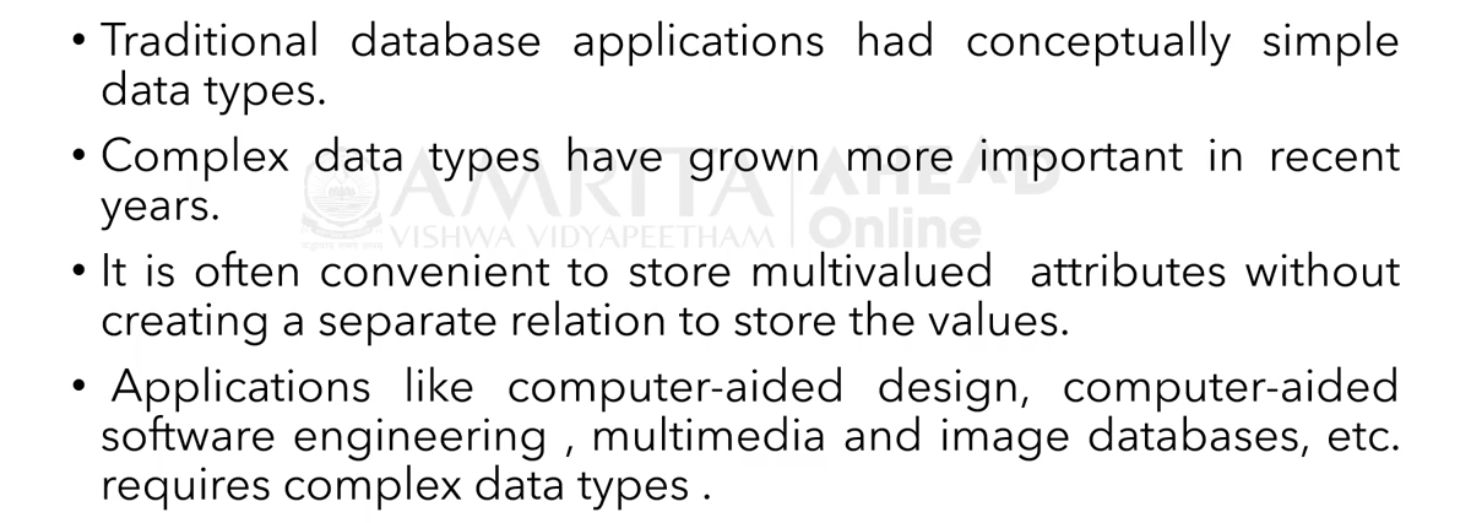 • Traditional database applications had conceptually simple
data types.
• Complex data types have grown more important in recent
years.
AMRITA AHEAD
VISHWA VIDYAPEETHAM Online
• It is often convenient to store multivalued attributes without
creating a separate relation to store the values.
• Applications like computer-aided design, computer-aided
software engineering , multimedia and image databases, etc.
requires complex data types .